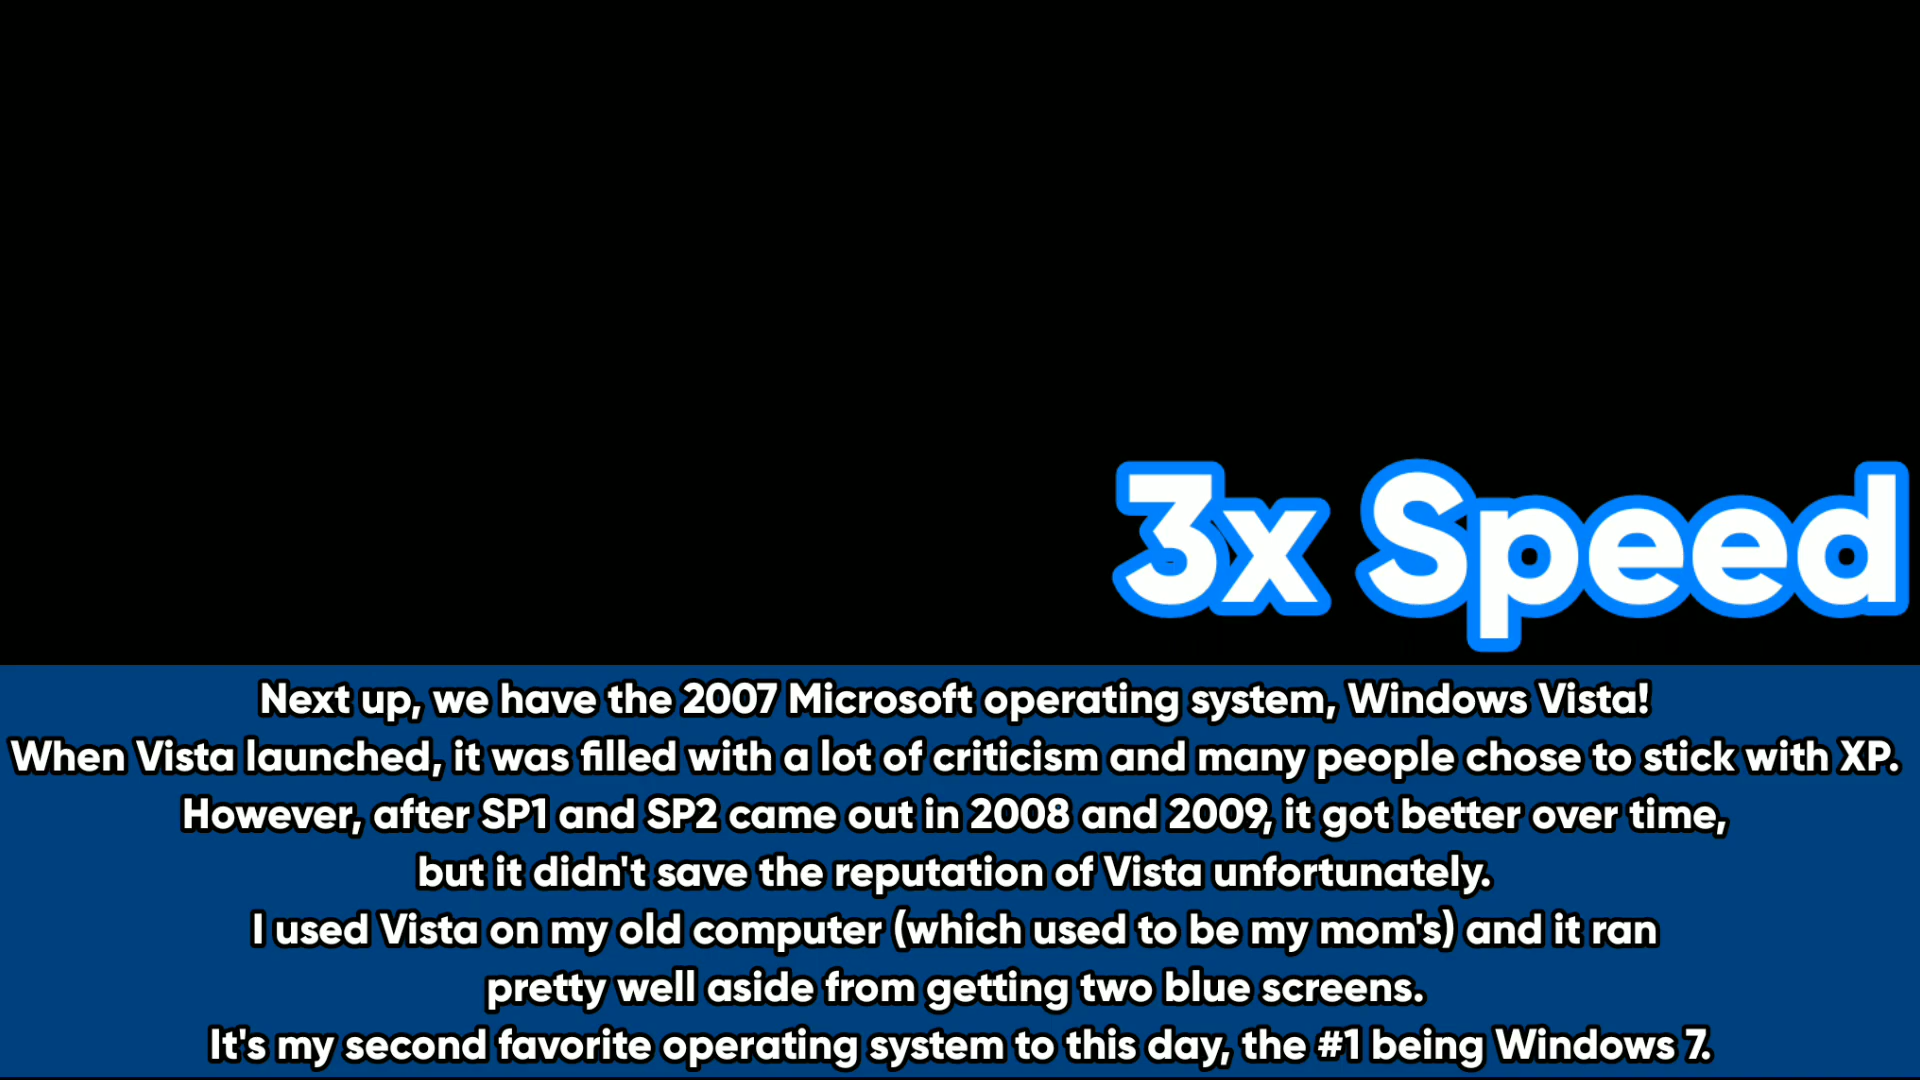 3x Speed
Next up, we have the 2007 Microsoft operating system, Windows Vista!
When Vista launched, it was filled with a lot of criticism and many people chose to stick with XP.
However, after SP1 and SP2 came out in 2008 and 2009, it got better over time,
but it didn't save the reputation of Vista unfortunately.
I used Vista on my old computer (which used to be my mom's) and it ran
pretty well aside from getting two blue screens.
It's my second favorite operating system to this day, the #1 being Windows 7.